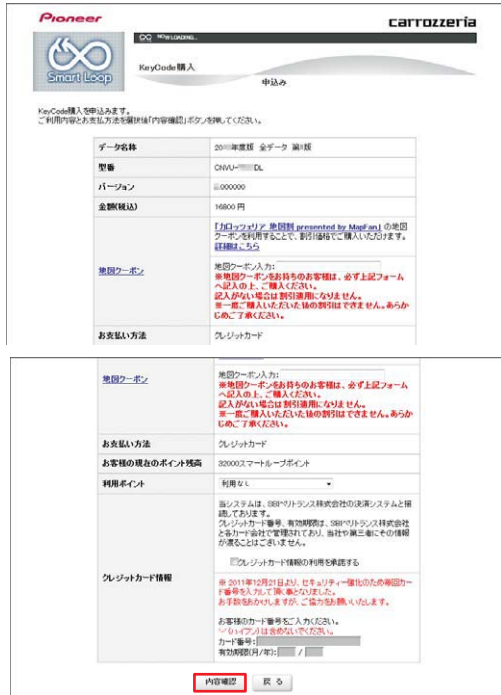 Pioneer
carrozzeria
NOW LOADING...
Smart Loop
KeyCode購入
申込み
KeyCode購入を申込みます。
ご利用内容とお支払方法を選択後「内容確認」ボタンを押してください。
データ名称
年度版 全データ
型番
CNVU-
DL
バージョン
.000000
金額(税込)
16800 円
地図クーポン
「カロッツェリア 地図割 presented by MapFan」の地図
クーポンを利用することで、割引価格でご購入いただけます。
詳細はこちら
地図クーポン入力:
※地図クーポンをお持ちのお客様は、必ず上記フォーム
へ記入の上、ご購入ください。
記入がない場合は割引適用になりません。
※一度ご購入いただいた後の割引はできません。あらか
じめご了承ください。
お支払い方法
クレジットカード
地図クーポン
地図クーポン入力:
※地図クーポンをお持ちのお客様は、必ず上記フォーム
へ記入の上、ご購入ください。
記入がない場合は割引適用になりません。
※一度ご購入いただいた後の割引はできません。あらか
じめご了承ください。
お支払い方法
クレジットカード
お客様の現在のポイント残高
32000スマートループポイント
利用ポイント
利用なし
クレジットカード情報
当システムは、SBIベリトランス株式会社の決済システムと接
続しております。
クレジットカード番号、有効期限は、SBIベリトランス株式会社
と各カード会社で管理されており、当社や第三者にその情報
が渡ることはございません。
クレジットカード情報の利用を承諾する
※ 2011年12月21日より、セキュリティー強化のため毎回カー
ド番号を入力して頂く事となりました。
お手数をおかけしますが、ご協力をお願いいたします。
お客様のカード番号をご入力ください。
'-'(ハイフン)は含めないでください。
カード番号:
有効期限(月/年): /
内容確認
戻 る